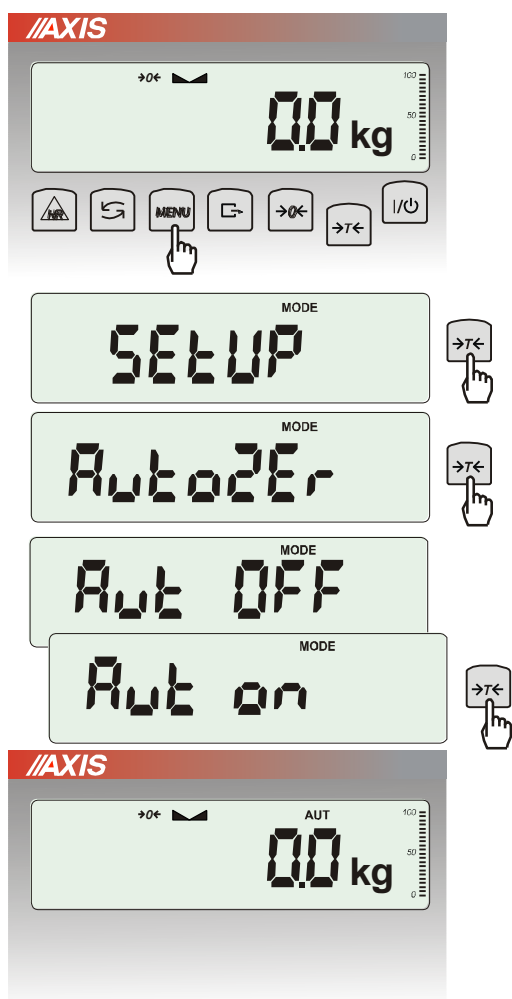 //AXIS
→0← 100
50
0.0 kg
0
HR MENU →0← →T← I/⏻
MODE
SEtUP →T←
MODE
AutoZEr →T←
MODE
Aut OFF
MODE
Aut on →T←
//AXIS
→0← AUT 100
50
0.0 kg
0